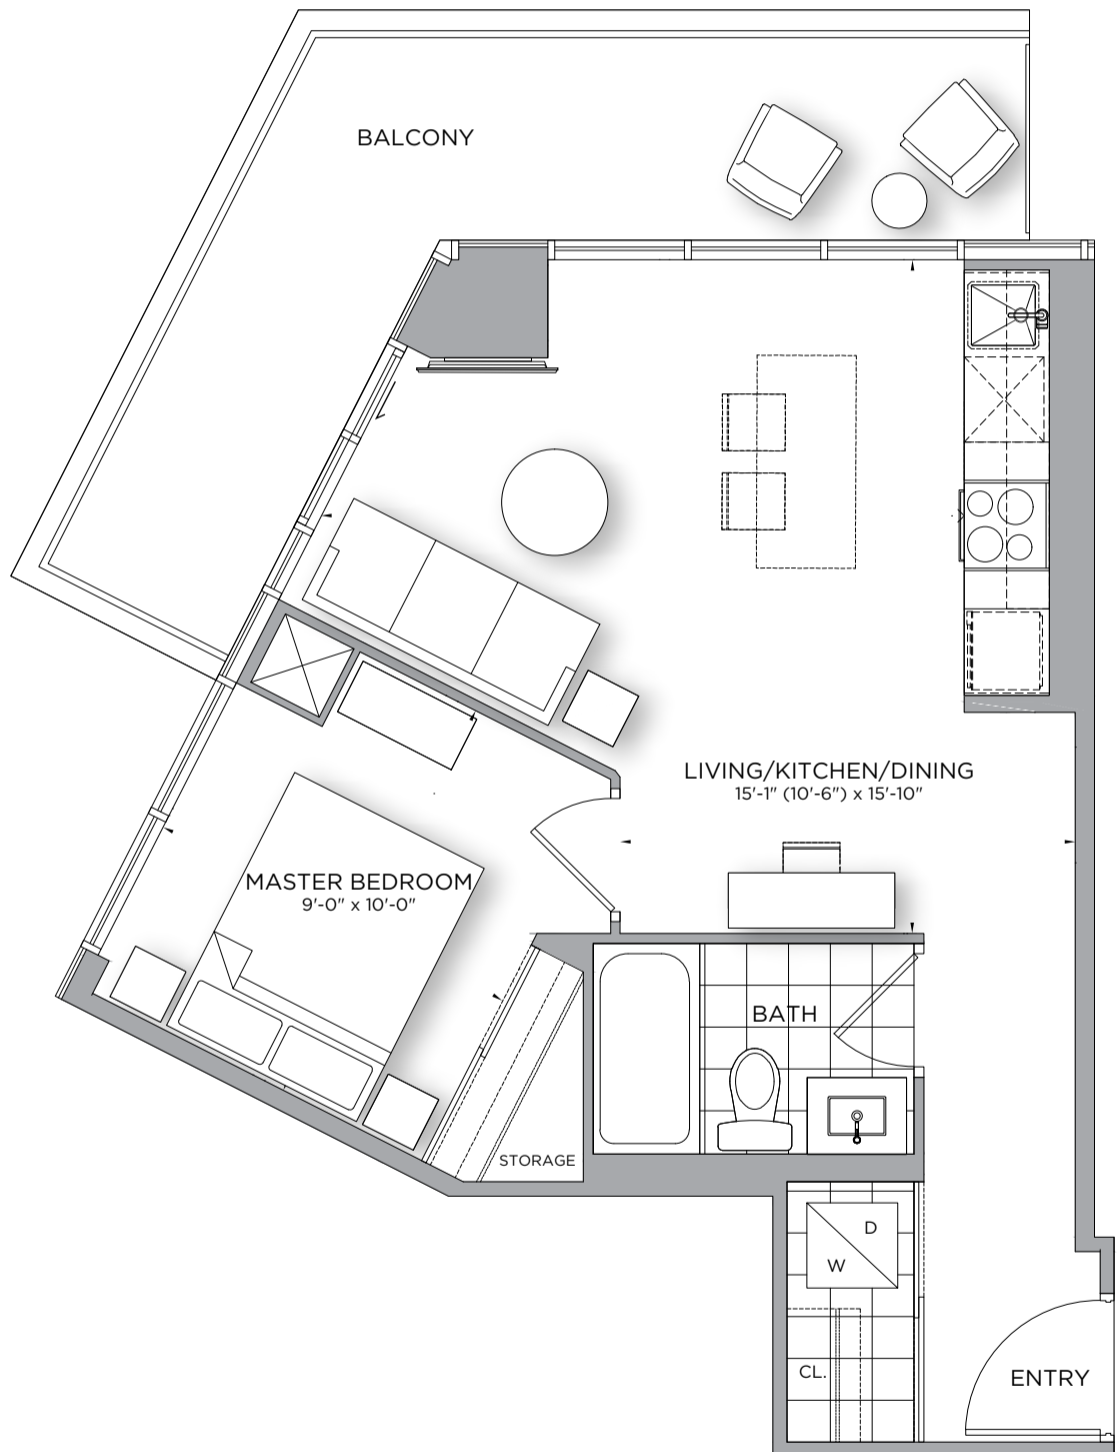 BALCONY
LIVING/KITCHEN/DINING
15'-1" (10'-6") x 15'-10"
MASTER BEDROOM
9'-0" x 10'-0"
BATH
STORAGE
D
W
CL.
ENTRY